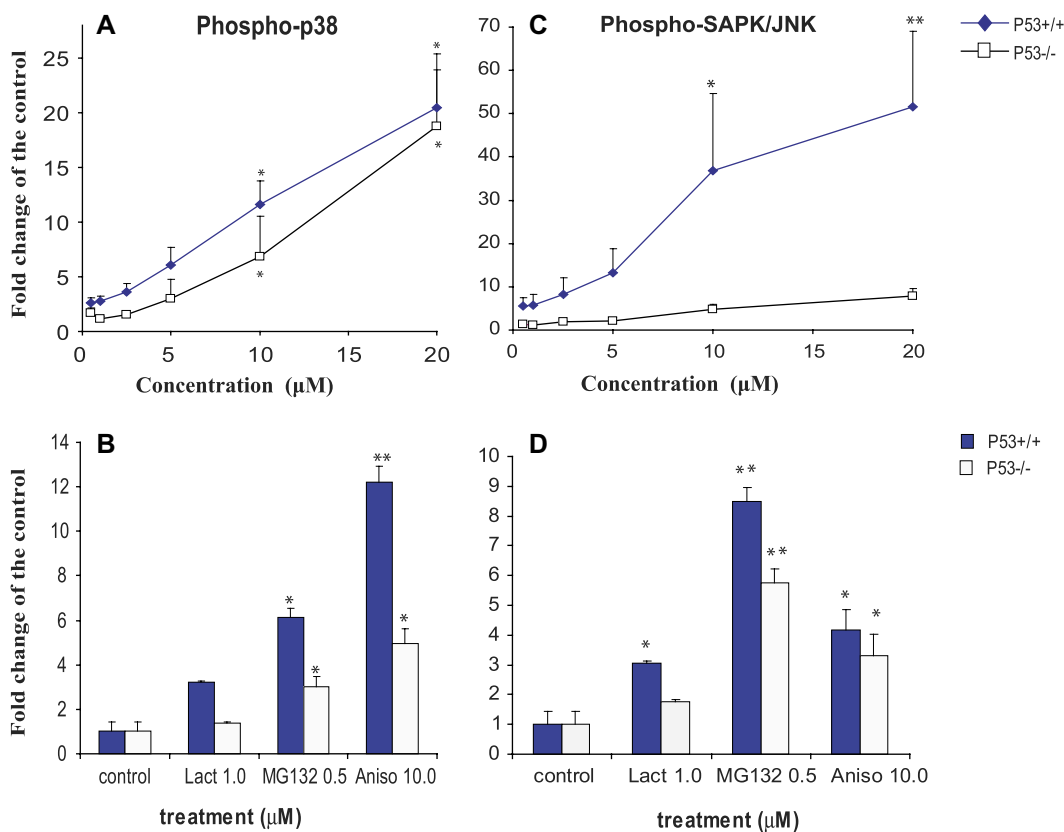 A
Phospho-p38
C
Phospho-SAPK/JNK
P53+/+
P53-/-
Fold change of the control
25
20
15
10
5
0
*
*
*
*
0 5 10 15 20
Concentration (µM)
70
60
50
40
30
20
10
0
*
**
0 5 10 15 20
Concentration (µM)
B
D
P53+/+
P53-/-
Fold change of the control
14
12
10
8
6
4
2
0
*
*
**
*
control Lact 1.0 MG132 0.5 Aniso 10.0
treatment (µM)
10
9
8
7
6
5
4
3
2
1
0
*
**
**
*
*
control Lact 1.0 MG132 0.5 Aniso 10.0
treatment (µM)